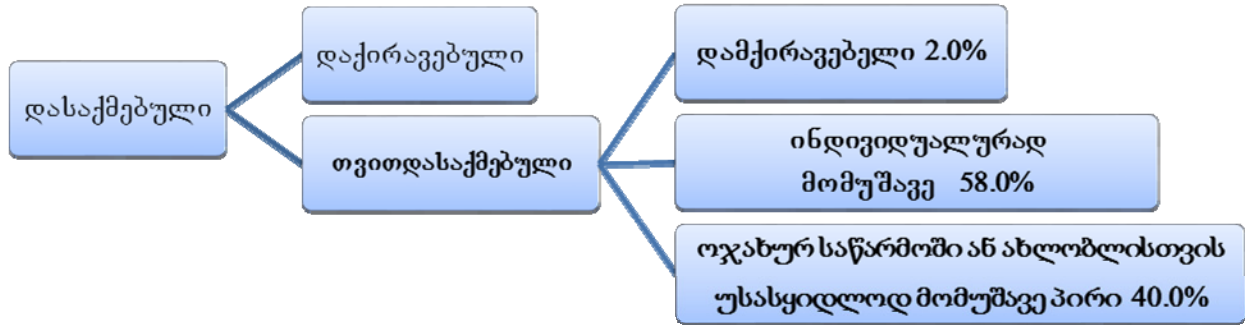 დასაქმებული
დაქირავებული
თვითდასაქმებული
დამქირავებელი 2.0%
ინდივიდუალურად
მომუშავე 58.0%
ოჯახურ საწარმოში ან ახლობლისთვის
უსასყიდლოდ მომუშავე პირი 40.0%